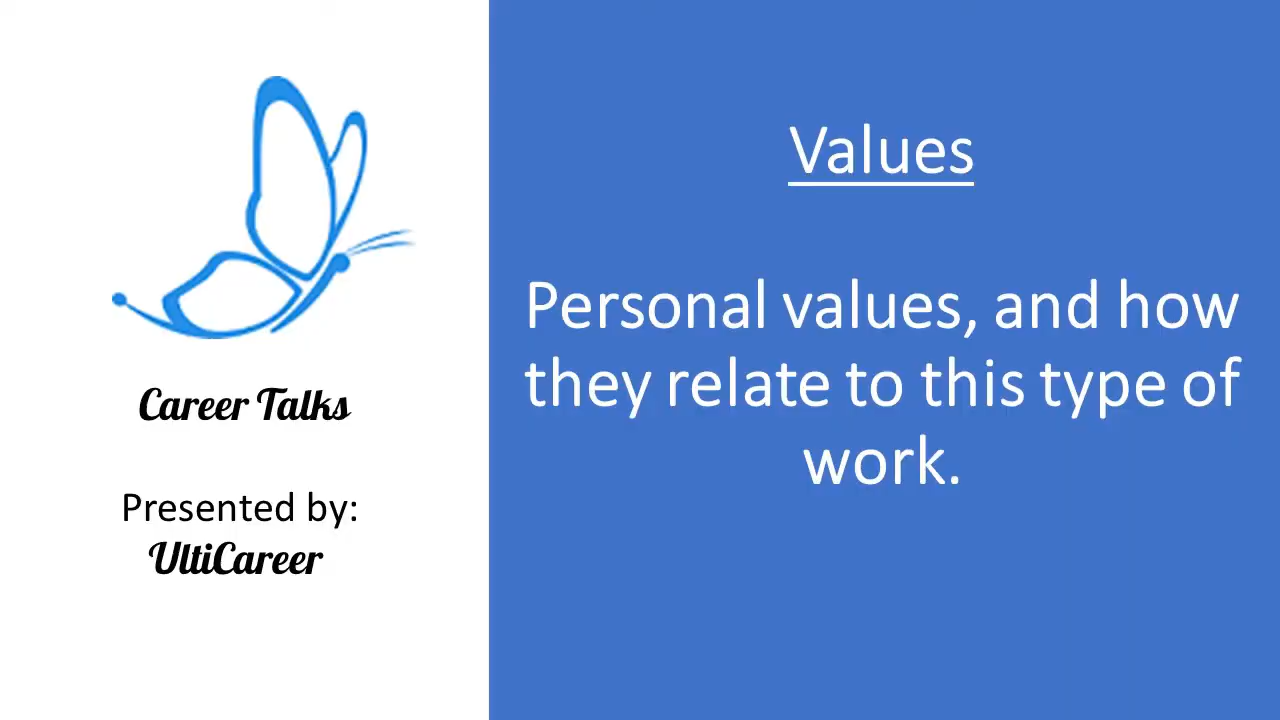 Career Talks
Presented by:
UltiCareer
Values
Personal values, and how
they relate to this type of
work.